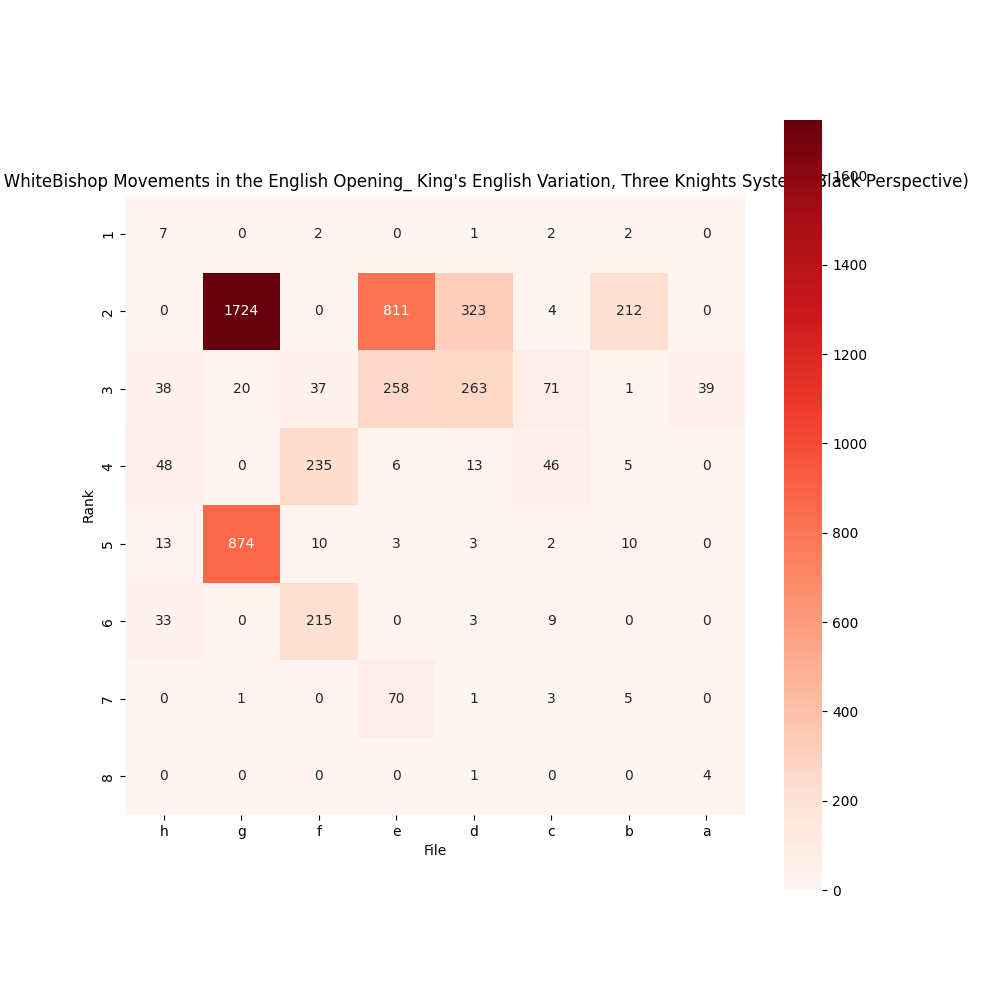 WhiteBishop Movements in the English Opening_ King's English Variation, Three Knights System (Black Perspective)
1600
1400
1200
1000
800
600
400
200
0
Rank
1 7 0 2 0 1 2 2 0
2 0 1724 0 811 323 4 212 0
3 38 20 37 258 263 71 1 39
4 48 0 235 6 13 46 5 0
5 13 874 10 3 3 2 10 0
6 33 0 215 0 3 9 0 0
7 0 1 0 70 1 3 5 0
8 0 0 0 0 1 0 0 4
h g f e d c b a
File